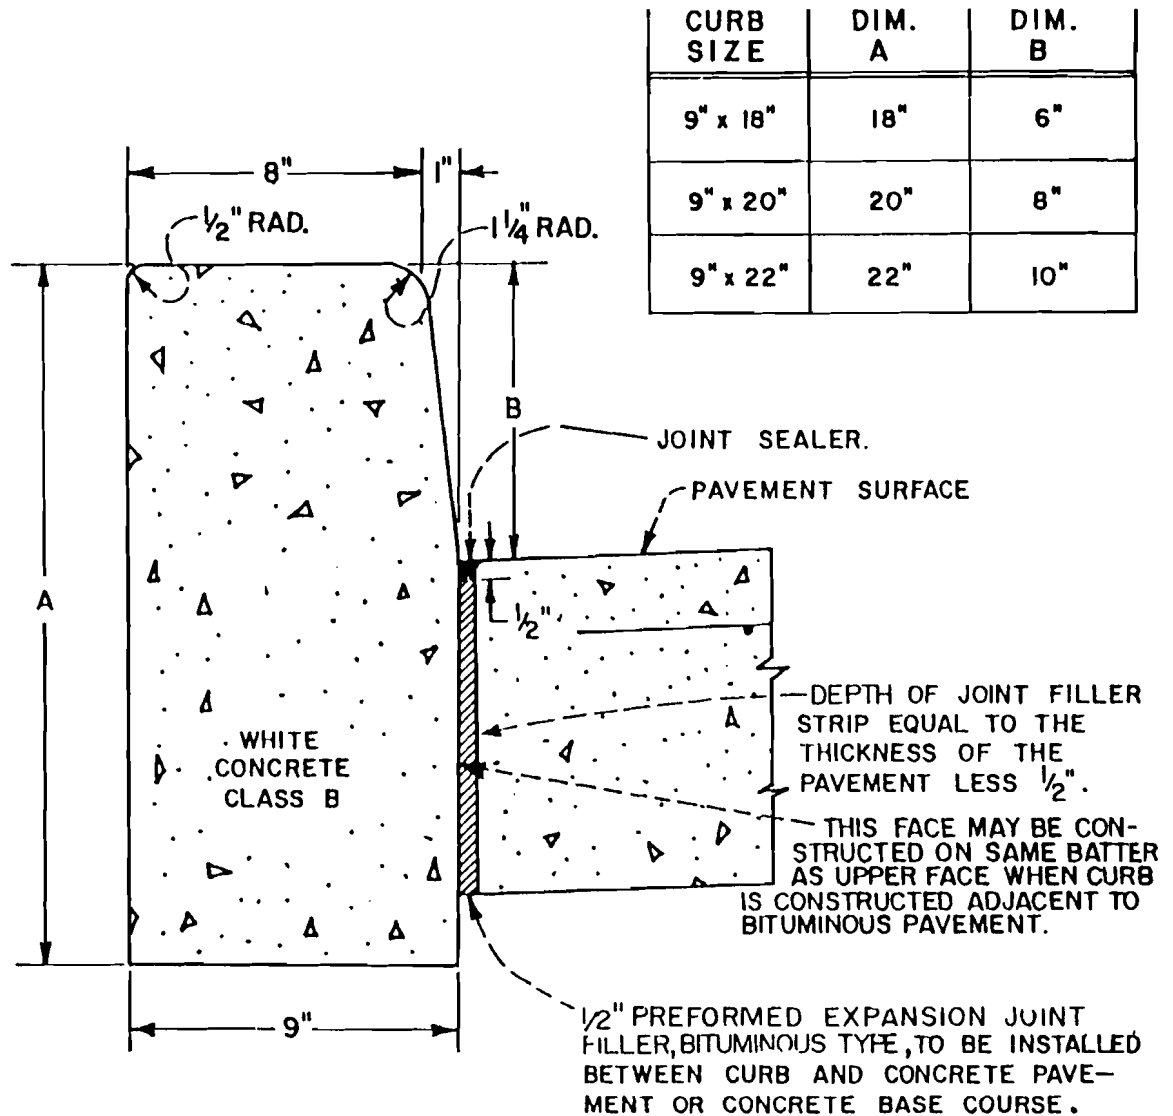 CURB SIZE DIM. A DIM. B
9" x 18" 18" 6"
9" x 20" 20" 8"
9" x 22" 22" 10"
8" 1"
1/2" RAD.
1 1/4" RAD.
B
JOINT SEALER.
PAVEMENT SURFACE
A
1/2"
DEPTH OF JOINT FILLER
STRIP EQUAL TO THE
THICKNESS OF THE
PAVEMENT LESS 1/2".
WHITE
CONCRETE
CLASS B
THIS FACE MAY BE CON-
STRUCTED ON SAME BATTER
AS UPPER FACE WHEN CURB
IS CONSTRUCTED ADJACENT TO
BITUMINOUS PAVEMENT.
9"
1/2" PREFORMED EXPANSION JOINT
FILLER, BITUMINOUS TYPE, TO BE INSTALLED
BETWEEN CURB AND CONCRETE PAVE-
MENT OR CONCRETE BASE COURSE.